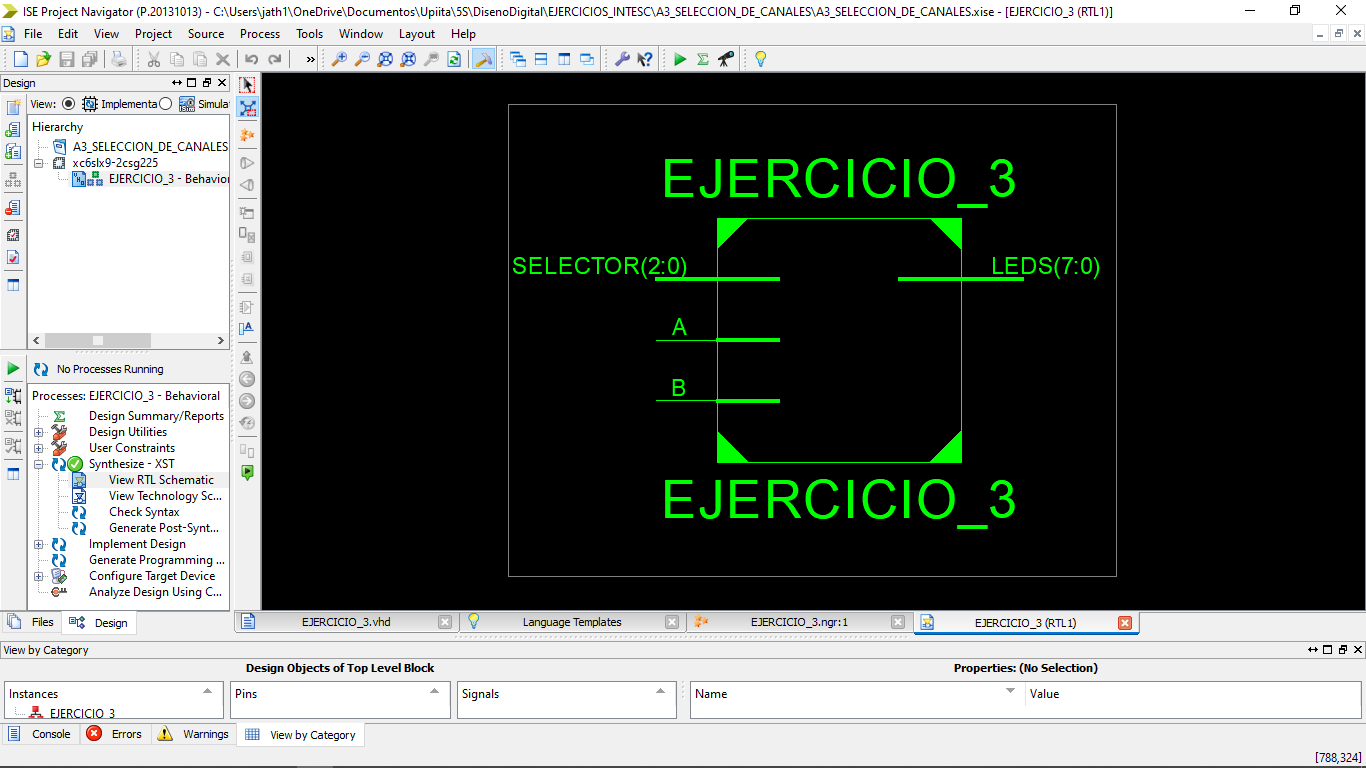 ISE Project Navigator (P.20131013) - C:\Users\jath1\OneDrive\Documentos\Upiita\5S\DisenoDigital\EJERCICIOS_INTESC\A3_SELECCION_DE_CANALES\A3_SELECCION_DE_CANALES.xise - [EJERCICIO_3 (RTL1)]
File Edit View Project Source Process Tools Window Layout Help
»
Design
View: Implementa Simula
Hierarchy
A3_SELECCION_DE_CANALES
xc6slx9-2csg225
EJERCICIO_3 - Behavior
No Processes Running
Processes: EJERCICIO_3 - Behavioral
Design Summary/Reports
Design Utilities
User Constraints
Synthesize - XST
View RTL Schematic
View Technology Sc...
Check Syntax
Generate Post-Synt...
Implement Design
Generate Programming ...
Configure Target Device
Analyze Design Using C...
Files Design
EJERCICIO_3
SELECTOR(2:0) LEDS(7:0)
A
B
EJERCICIO_3
EJERCICIO_3.vhd Language Templates EJERCICIO_3.ngr:1 EJERCICIO_3 (RTL1)
View by Category
Design Objects of Top Level Block Properties: (No Selection)
Instances Pins Signals Name Value
EJERCICIO_3
Console Errors Warnings View by Category
[788,324]